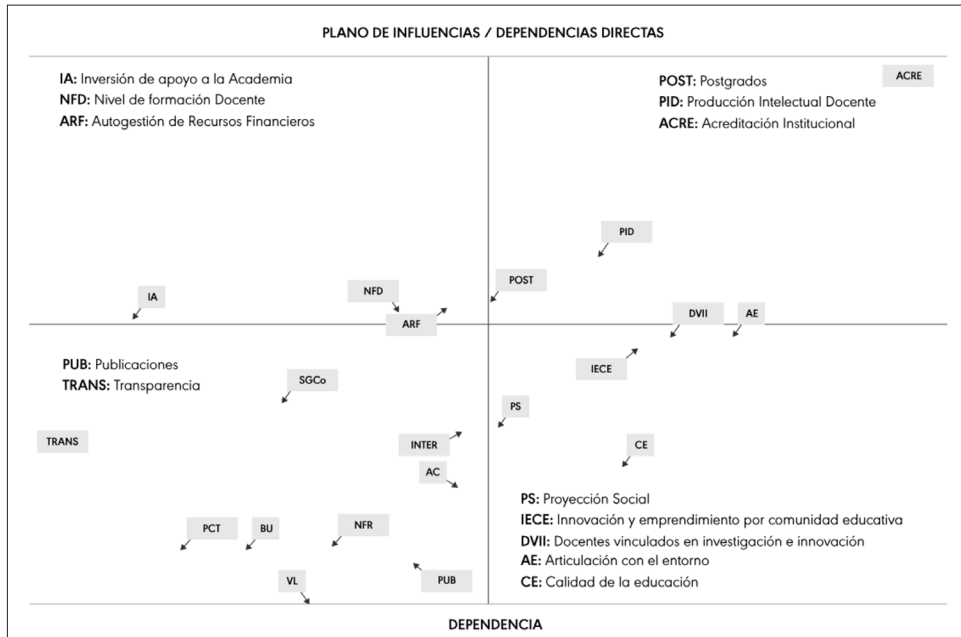 PLANO DE INFLUENCIAS / DEPENDENCIAS DIRECTAS
IA: Inversión de apoyo a la Academia
NFD: Nivel de formación Docente
ARF: Autogestión de Recursos Financieros
POST: Postgrados
PID: Producción Intelectual Docente
ACRE: Acreditación Institucional
ACRE
PID
POST
NFD
IA
ARF
DVII
AE
PUB: Publicaciones
TRANS: Transparencia
IECE
SGCo
PS
TRANS
INTER
CE
AC
PS: Proyección Social
IECE: Innovación y emprendimiento por comunidad educativa
DVII: Docentes vinculados en investigación e innovación
AE: Articulación con el entorno
CE: Calidad de la educación
PCT
BU
NFR
VL
PUB
DEPENDENCIA